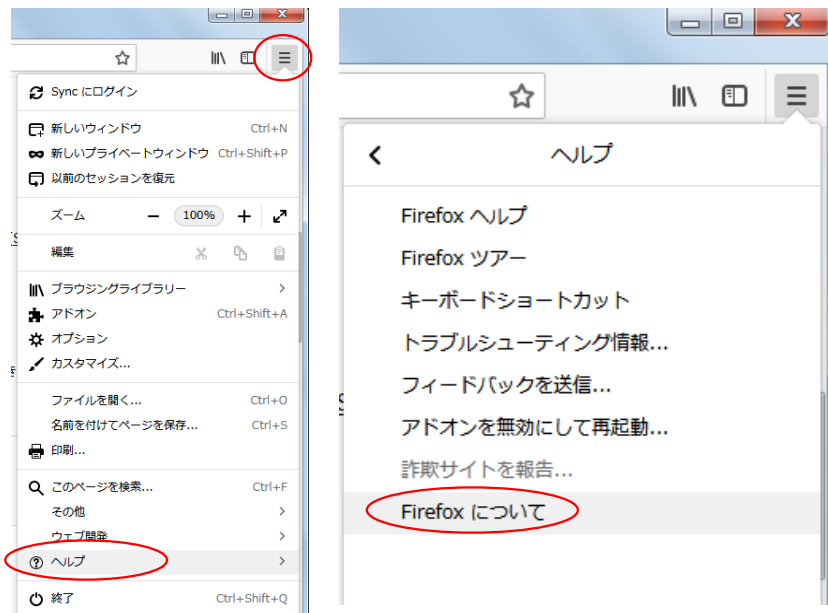 Sync にログイン
新しいウィンドウ Ctrl+N
新しいプライベートウィンドウ Ctrl+Shift+P
以前のセッションを復元
ズーム 100%
編集
ブラウジングライブラリー
アドオン Ctrl+Shift+A
オプション
カスタマイズ...
ファイルを開く... Ctrl+O
名前を付けてページを保存... Ctrl+S
印刷...
このページを検索... Ctrl+F
その他
ウェブ開発
ヘルプ
終了 Ctrl+Shift+Q
ヘルプ
Firefox ヘルプ
Firefox ツアー
キーボードショートカット
トラブルシューティング情報...
フィードバックを送信...
アドオンを無効にして再起動...
詐欺サイトを報告...
Firefox について